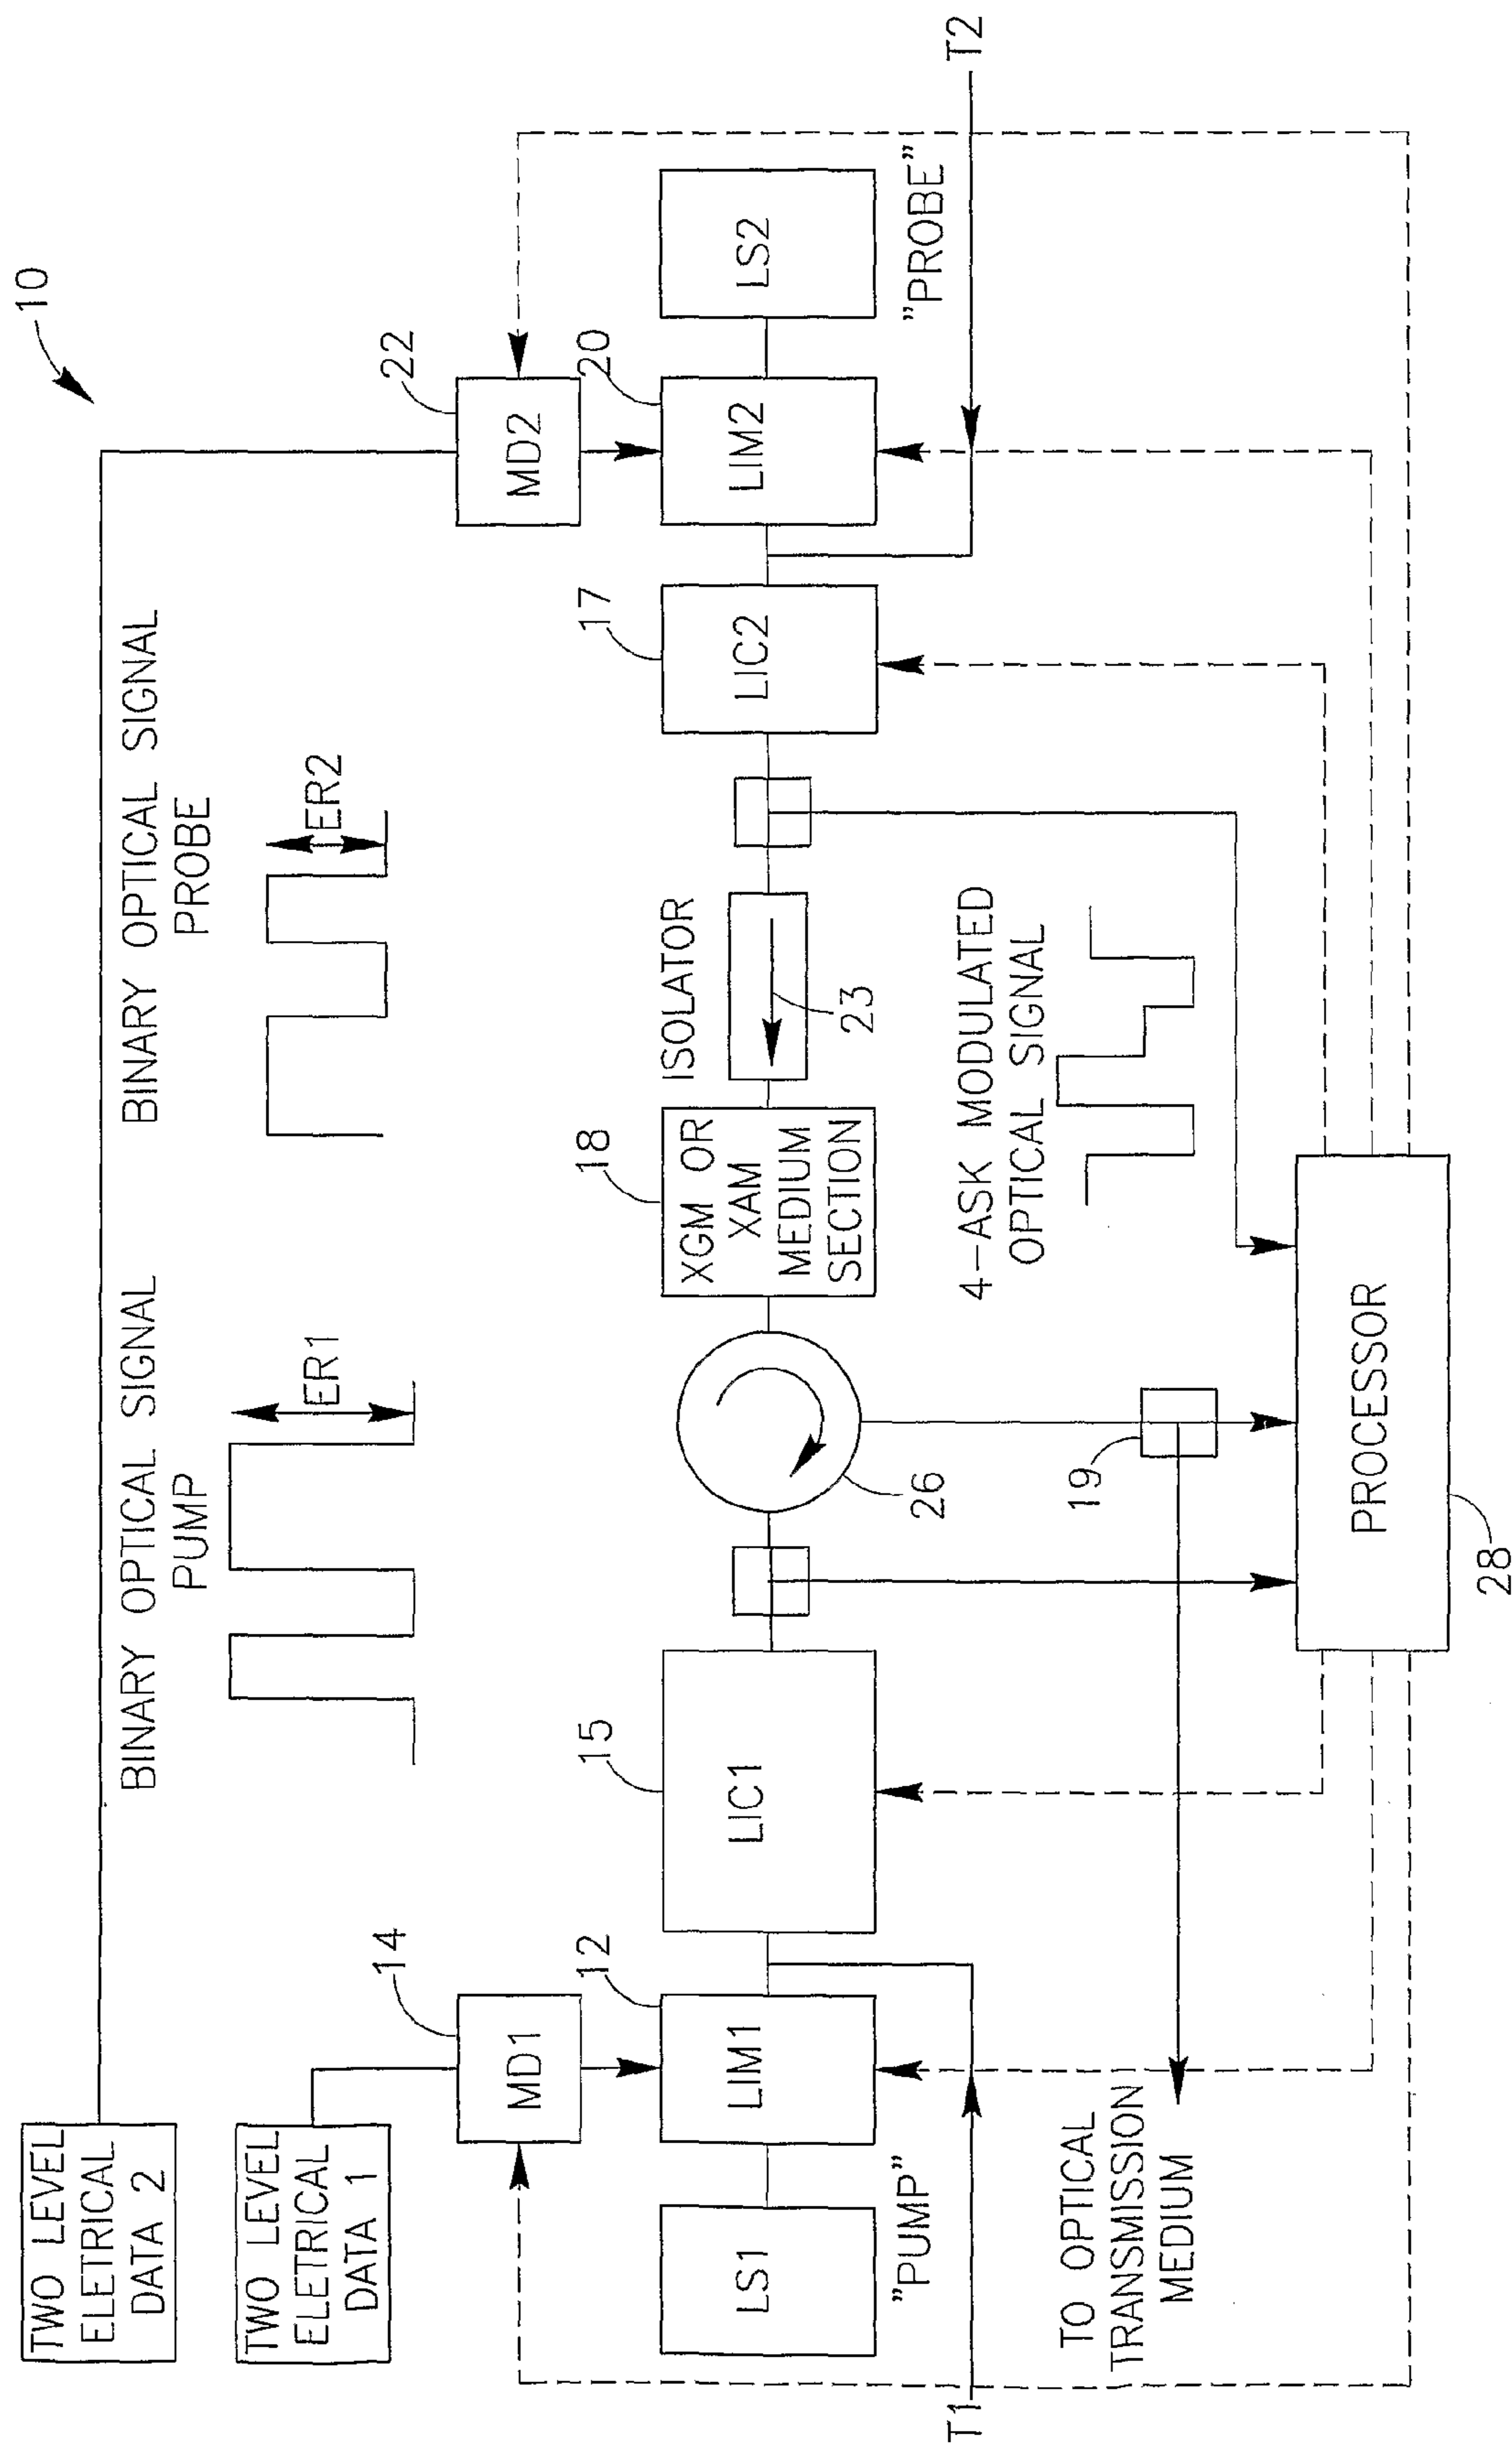 10
TWO LEVEL
ELETRICAL
DATA 2
BINARY OPTICAL SIGNAL
PUMP
BINARY OPTICAL SIGNAL
PROBE
ER1
ER2
TWO LEVEL
ELETRICAL
DATA 1
14
MD1
22
MD2
12
15
18
17
20
LS1
LIM1
LIC1
XGM OR
XAM
MEDIUM
SECTION
ISOLATOR
LIC2
LIM2
LS2
"PUMP"
26
23
"PROBE"
T1
T2
4-ASK MODULATED
OPTICAL SIGNAL
TO OPTICAL
TRANSMISSION
MEDIUM
19
PROCESSOR
28